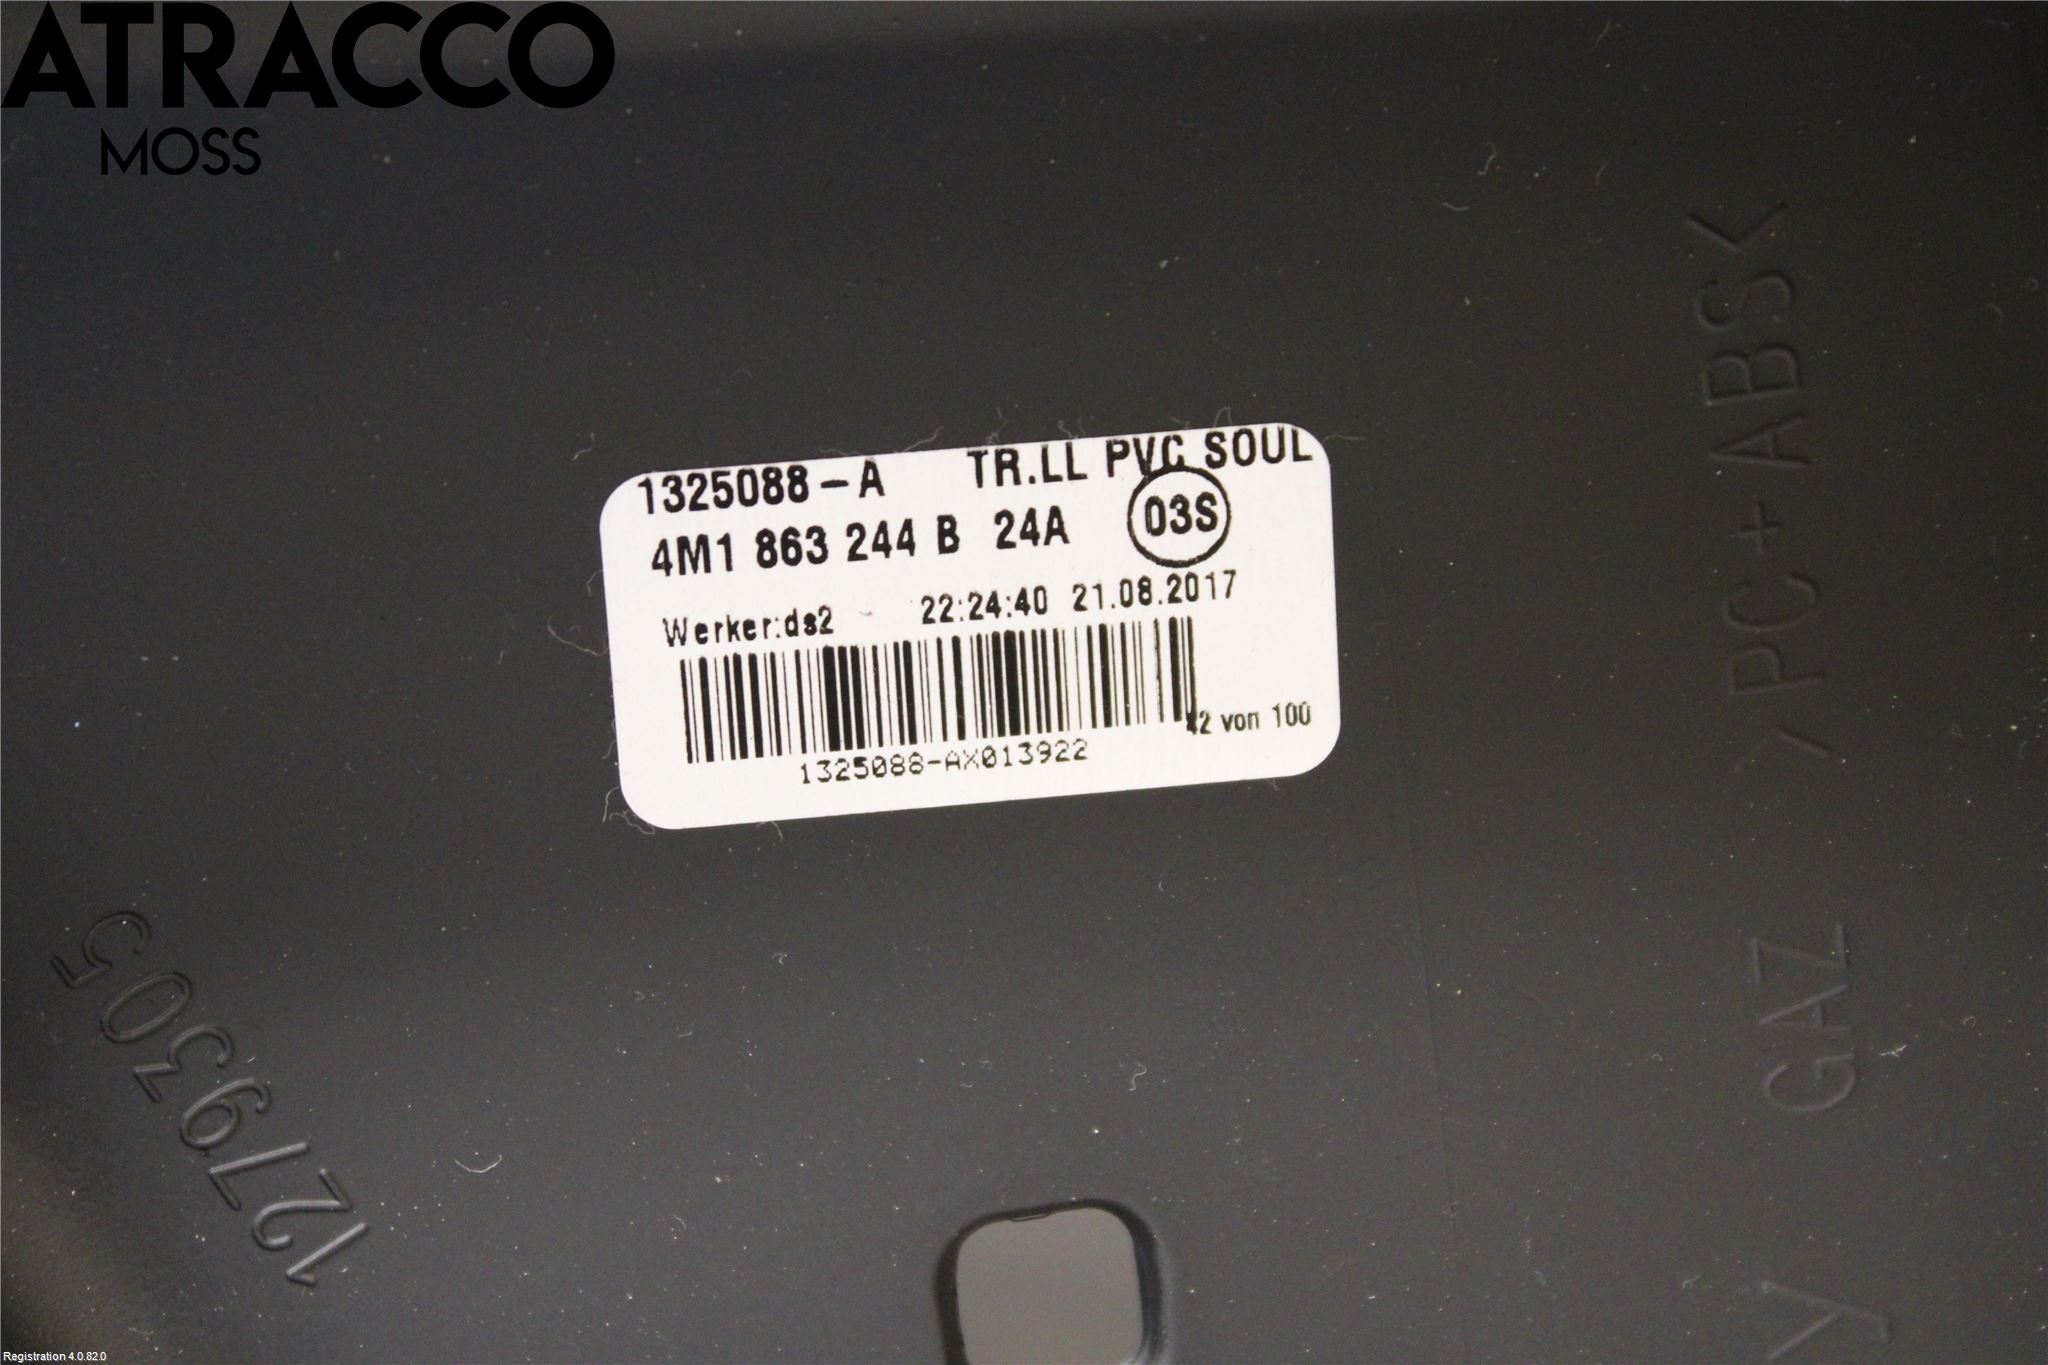 ATRACCO
MOSS
1325088-A TR.LL PVC SOUL
4M1 863 244 B 24A 03S
Werker:ds2 22:24:40 21.08.2017
42 von 100
1325088-AX013922
1279305
> GAZ / PC+ABS <
Registration 4.0.82.0